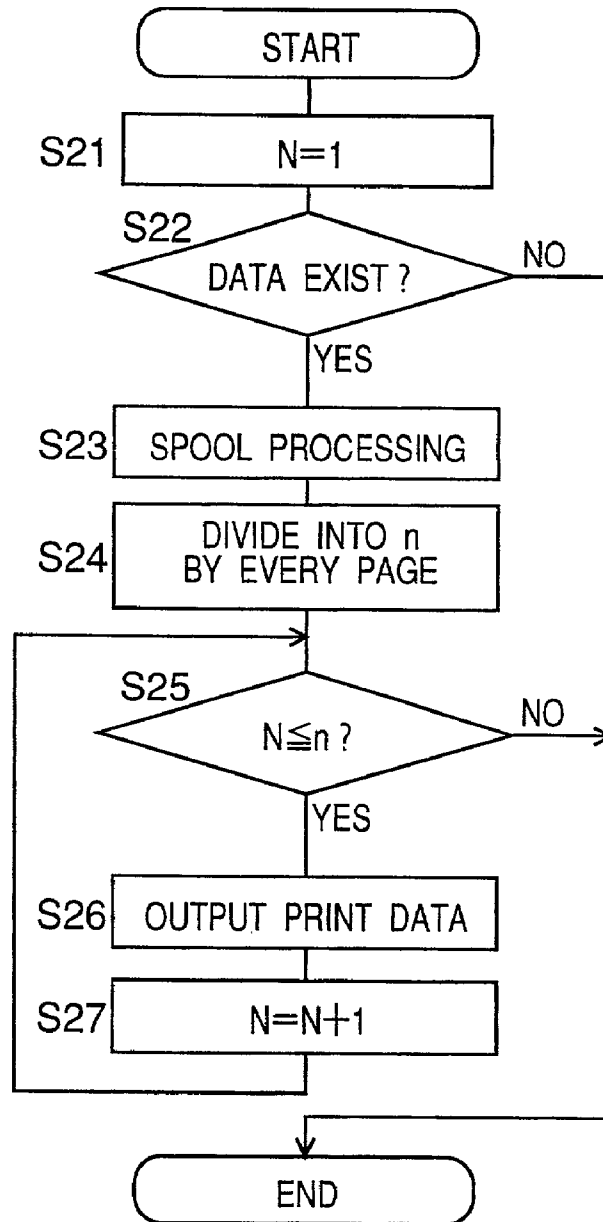 START
S21
N=1
S22
DATA EXIST?
NO
YES
S23
SPOOL PROCESSING
S24
DIVIDE INTO n
BY EVERY PAGE
S25
N≦n?
NO
YES
S26
OUTPUT PRINT DATA
S27
N=N+1
END